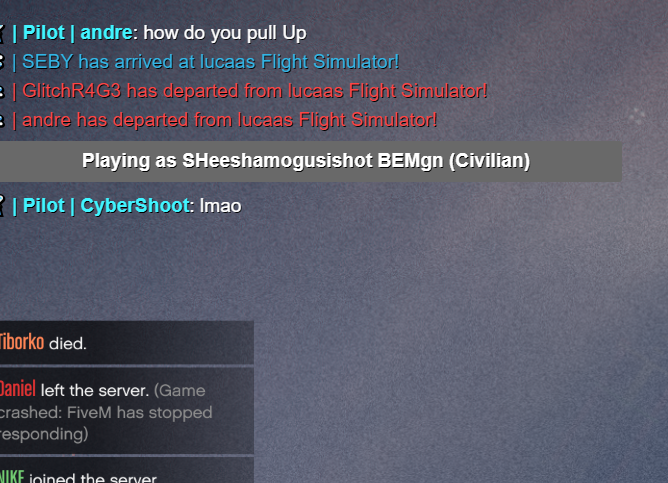 | Pilot | andre: how do you pull Up
| SEBY has arrived at lucaas Flight Simulator!
| GlitchR4G3 has departed from lucaas Flight Simulator!
| andre has departed from lucaas Flight Simulator!
Playing as SHeeshamogusishot BEMgn (Civilian)
| Pilot | CyberShoot: lmao
Tiborko died.
Daniel left the server. (Game
crashed: FiveM has stopped
responding)
NIKE joined the server